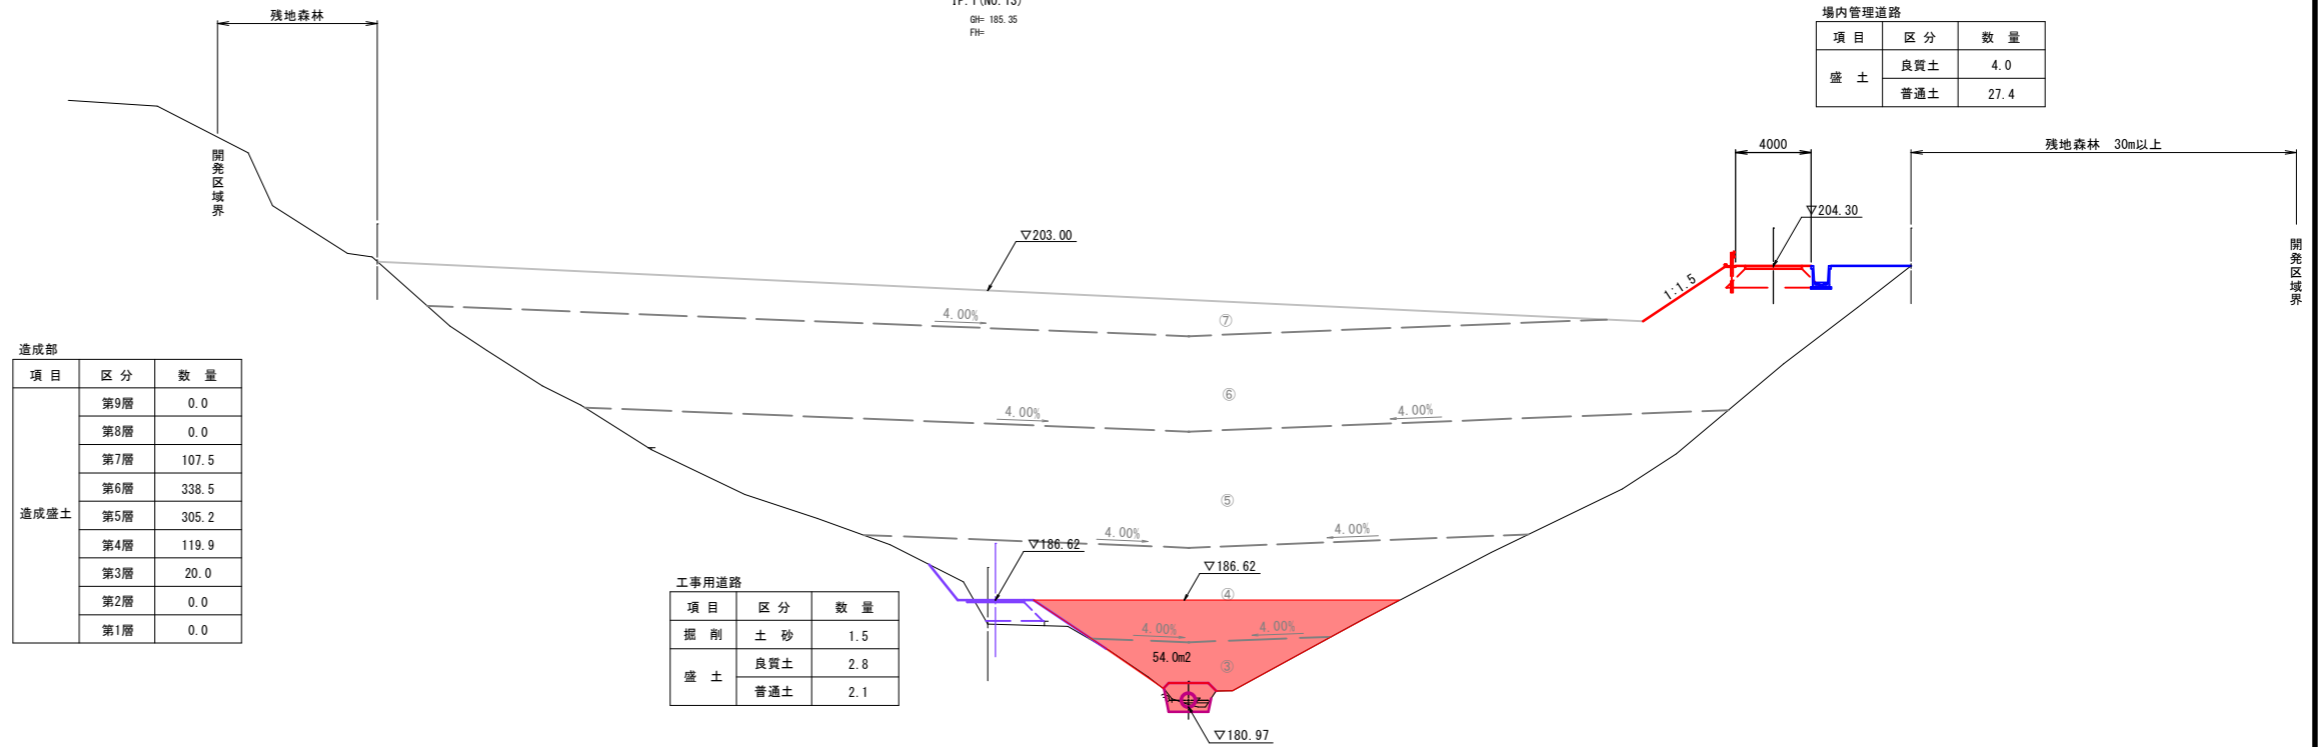 IP.1(NO.13)
GH= 185.35
FH=
残地森林
開発区域界
場内管理道路
項 目 区 分 数 量
盛 土 良質土 4.0
普通土 27.4
4000
残地森林 30m以上
開発区域界
▽204.30
▽203.00
1:1.5
4.00%
⑦
⑥
4.00%
4.00%
⑤
4.00%
4.00%
造成部
項 目 区 分 数 量
造成盛土
第9層 0.0
第8層 0.0
第7層 107.5
第6層 338.5
第5層 305.2
第4層 119.9
第3層 20.0
第2層 0.0
第1層 0.0
▽186.62
▽186.62
④
工事用道路
項 目 区 分 数 量
掘 削 土 砂 1.5
盛 土 良質土 2.8
普通土 2.1
4.00%
4.00%
54.0m2
③
▽180.97